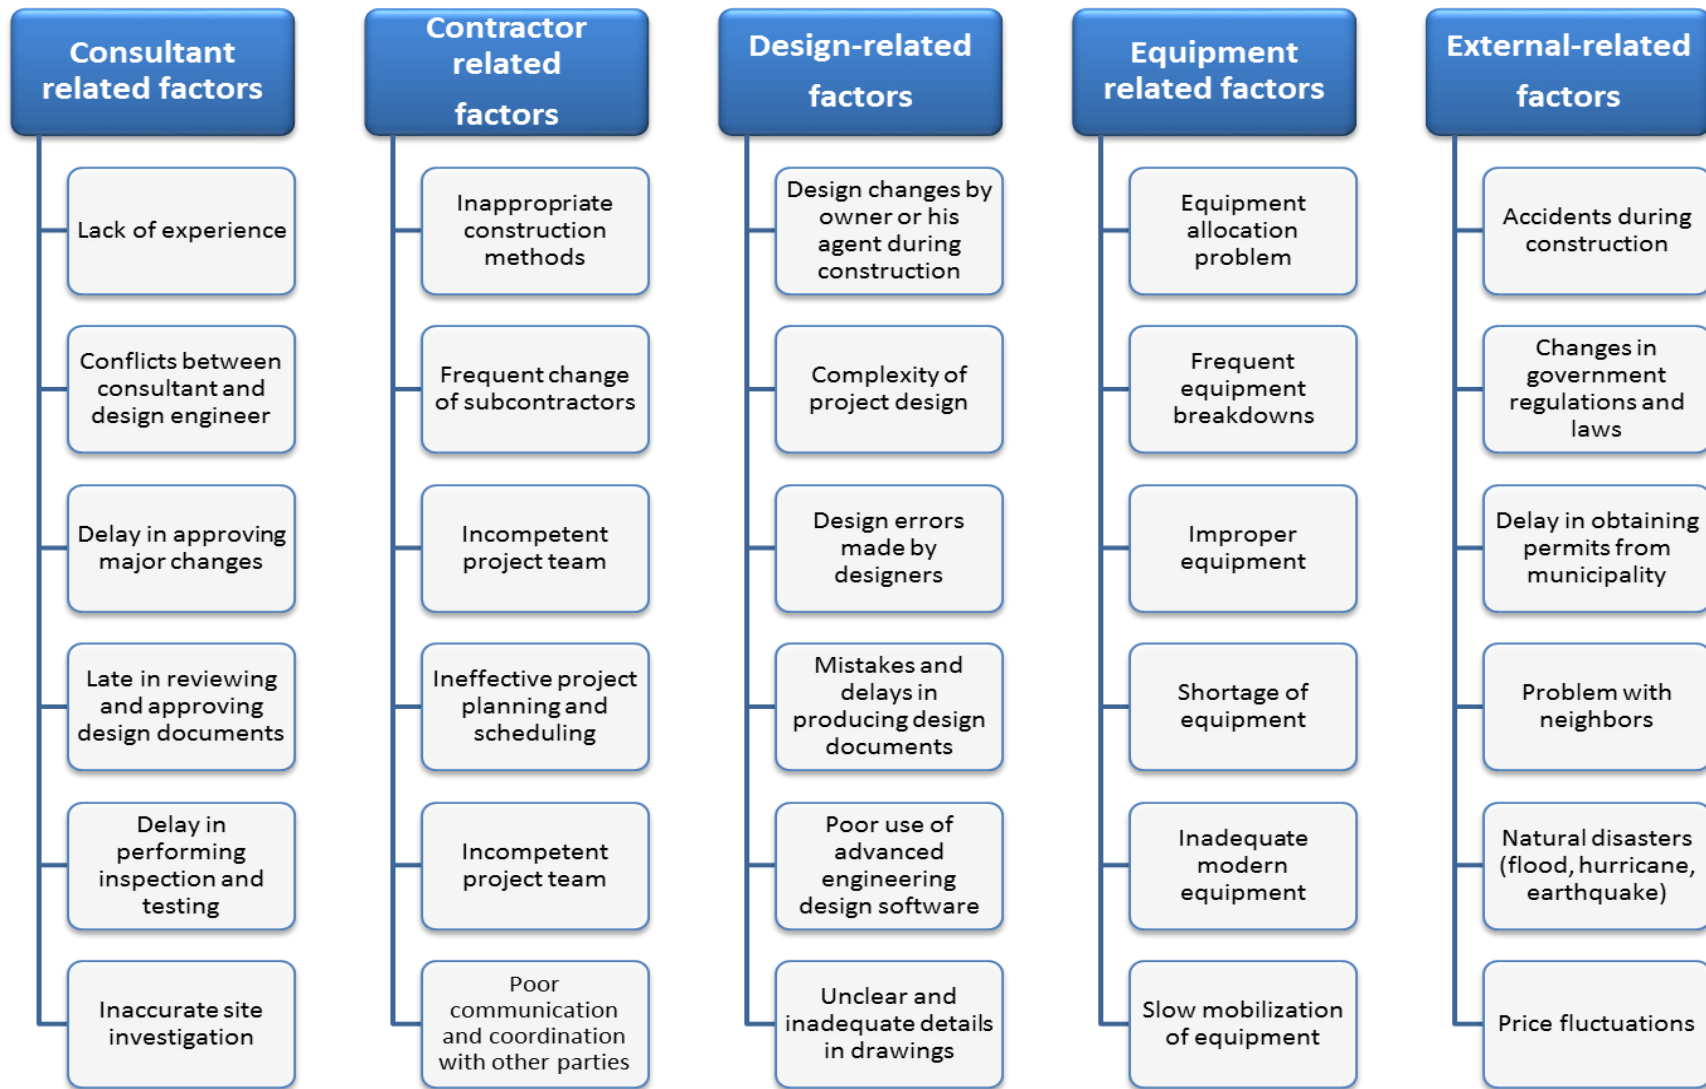 Consultant
related factors
Lack of experience
Conflicts between
consultant and
design engineer
Delay in approving
major changes
Late in reviewing
and approving
design documents
Delay in
performing
inspection and
testing
Inaccurate site
investigation
Contractor
related
factors
Inappropriate
construction
methods
Frequent change
of subcontractors
Incompetent
project team
Ineffective project
planning and
scheduling
Incompetent
project team
Poor
communication
and coordination
with other parties
Design-related
factors
Design changes by
owner or his
agent during
construction
Complexity of
project design
Design errors
made by
designers
Mistakes and
delays in
producing design
documents
Poor use of
advanced
engineering
design software
Unclear and
inadequate details
in drawings
Equipment
related factors
Equipment
allocation
problem
Frequent
equipment
breakdowns
Improper
equipment
Shortage of
equipment
Inadequate
modern
equipment
Slow mobilization
of equipment
External-related
factors
Accidents during
construction
Changes in
government
regulations and
laws
Delay in obtaining
permits from
municipality
Problem with
neighbors
Natural disasters
(flood, hurricane,
earthquake)
Price fluctuations